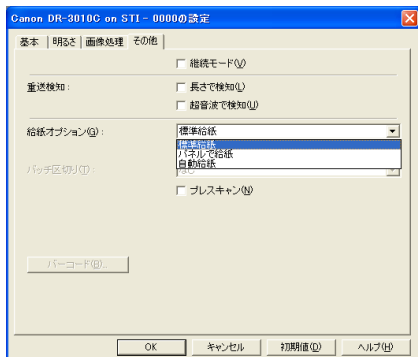 Canon DR-3010C on STI - 0000の設定
基本 明るさ 画像処理 その他
継続モード(V)
重送検知: 長さで検知(L)
超音波で検知(U)
給紙オプション(G): 標準給紙
標準給紙
パネルで給紙
自動給紙
バッチ区切り(T):
プレスキャン(N)
バーコード(B)...
OK キャンセル 初期値(D) ヘルプ(H)